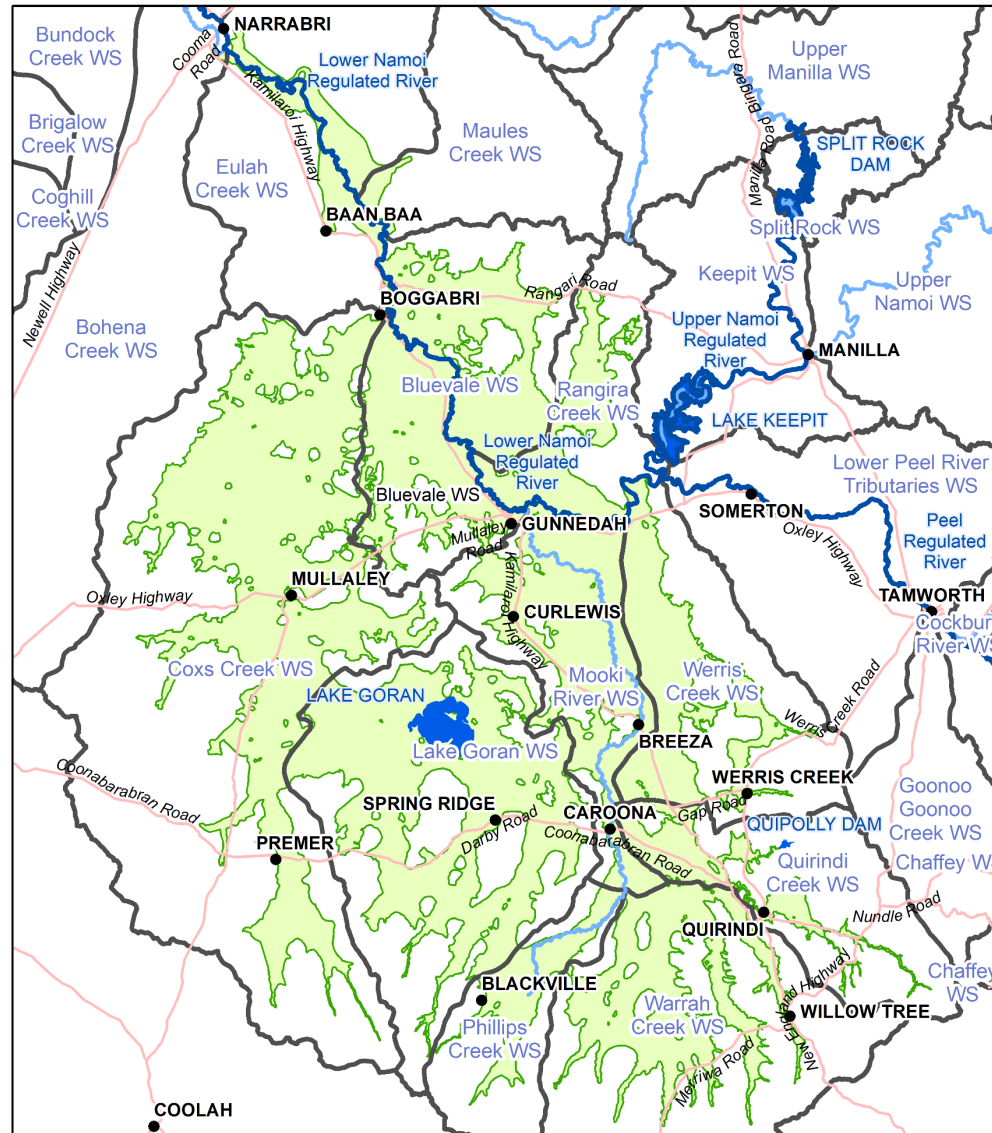 NARRABRI
Bundock
Creek WS
Cooma
Road
Lower Namoi
Regulated River
Kamilaroi Highway
Upper
Manilla WS
Bingara Road
Manilla Road
Brigalow
Creek WS
Maules
Creek WS
SPLIT ROCK
DAM
Eulah
Creek WS
Coghill
Creek WS
BAAN BAA
Split Rock WS
Newell Highway
Keepit WS
Upper
Namoi WS
Rangari Road
BOGGABRI
Bohena
Creek WS
Upper Namoi
Regulated
River
MANILLA
Bluevale WS
Rangira
Creek WS
LAKE KEEPIT
Lower Namoi
Regulated
River
Lower Peel River
Tributaries WS
Bluevale WS
SOMERTON
GUNNEDAH
Mullaley
Road
Oxley Highway
Peel
Regulated
River
MULLALEY
Oxley Highway
Kamilaroi Highway
TAMWORTH
CURLEWIS
Cockbur
River WS
Coxs Creek WS
Mooki
River WS
Werris
Creek WS
LAKE GORAN
Werris Creek Road
BREEZA
Lake Goran WS
Coonabarabran Road
WERRIS CREEK
Goonoo
Goonoo
Creek WS
SPRING RIDGE
CAROONA
Gap Road
Darby Road
Coonabarabran Road
QUIPOLLY DAM
PREMER
Quirindi
Creek WS
Chaffey W
Nundle Road
QUIRINDI
BLACKVILLE
Chaffey
WS
New England Highway
Warrah
Creek WS
WILLOW TREE
Phillips
Creek WS
Merriwa Road
COOLAH